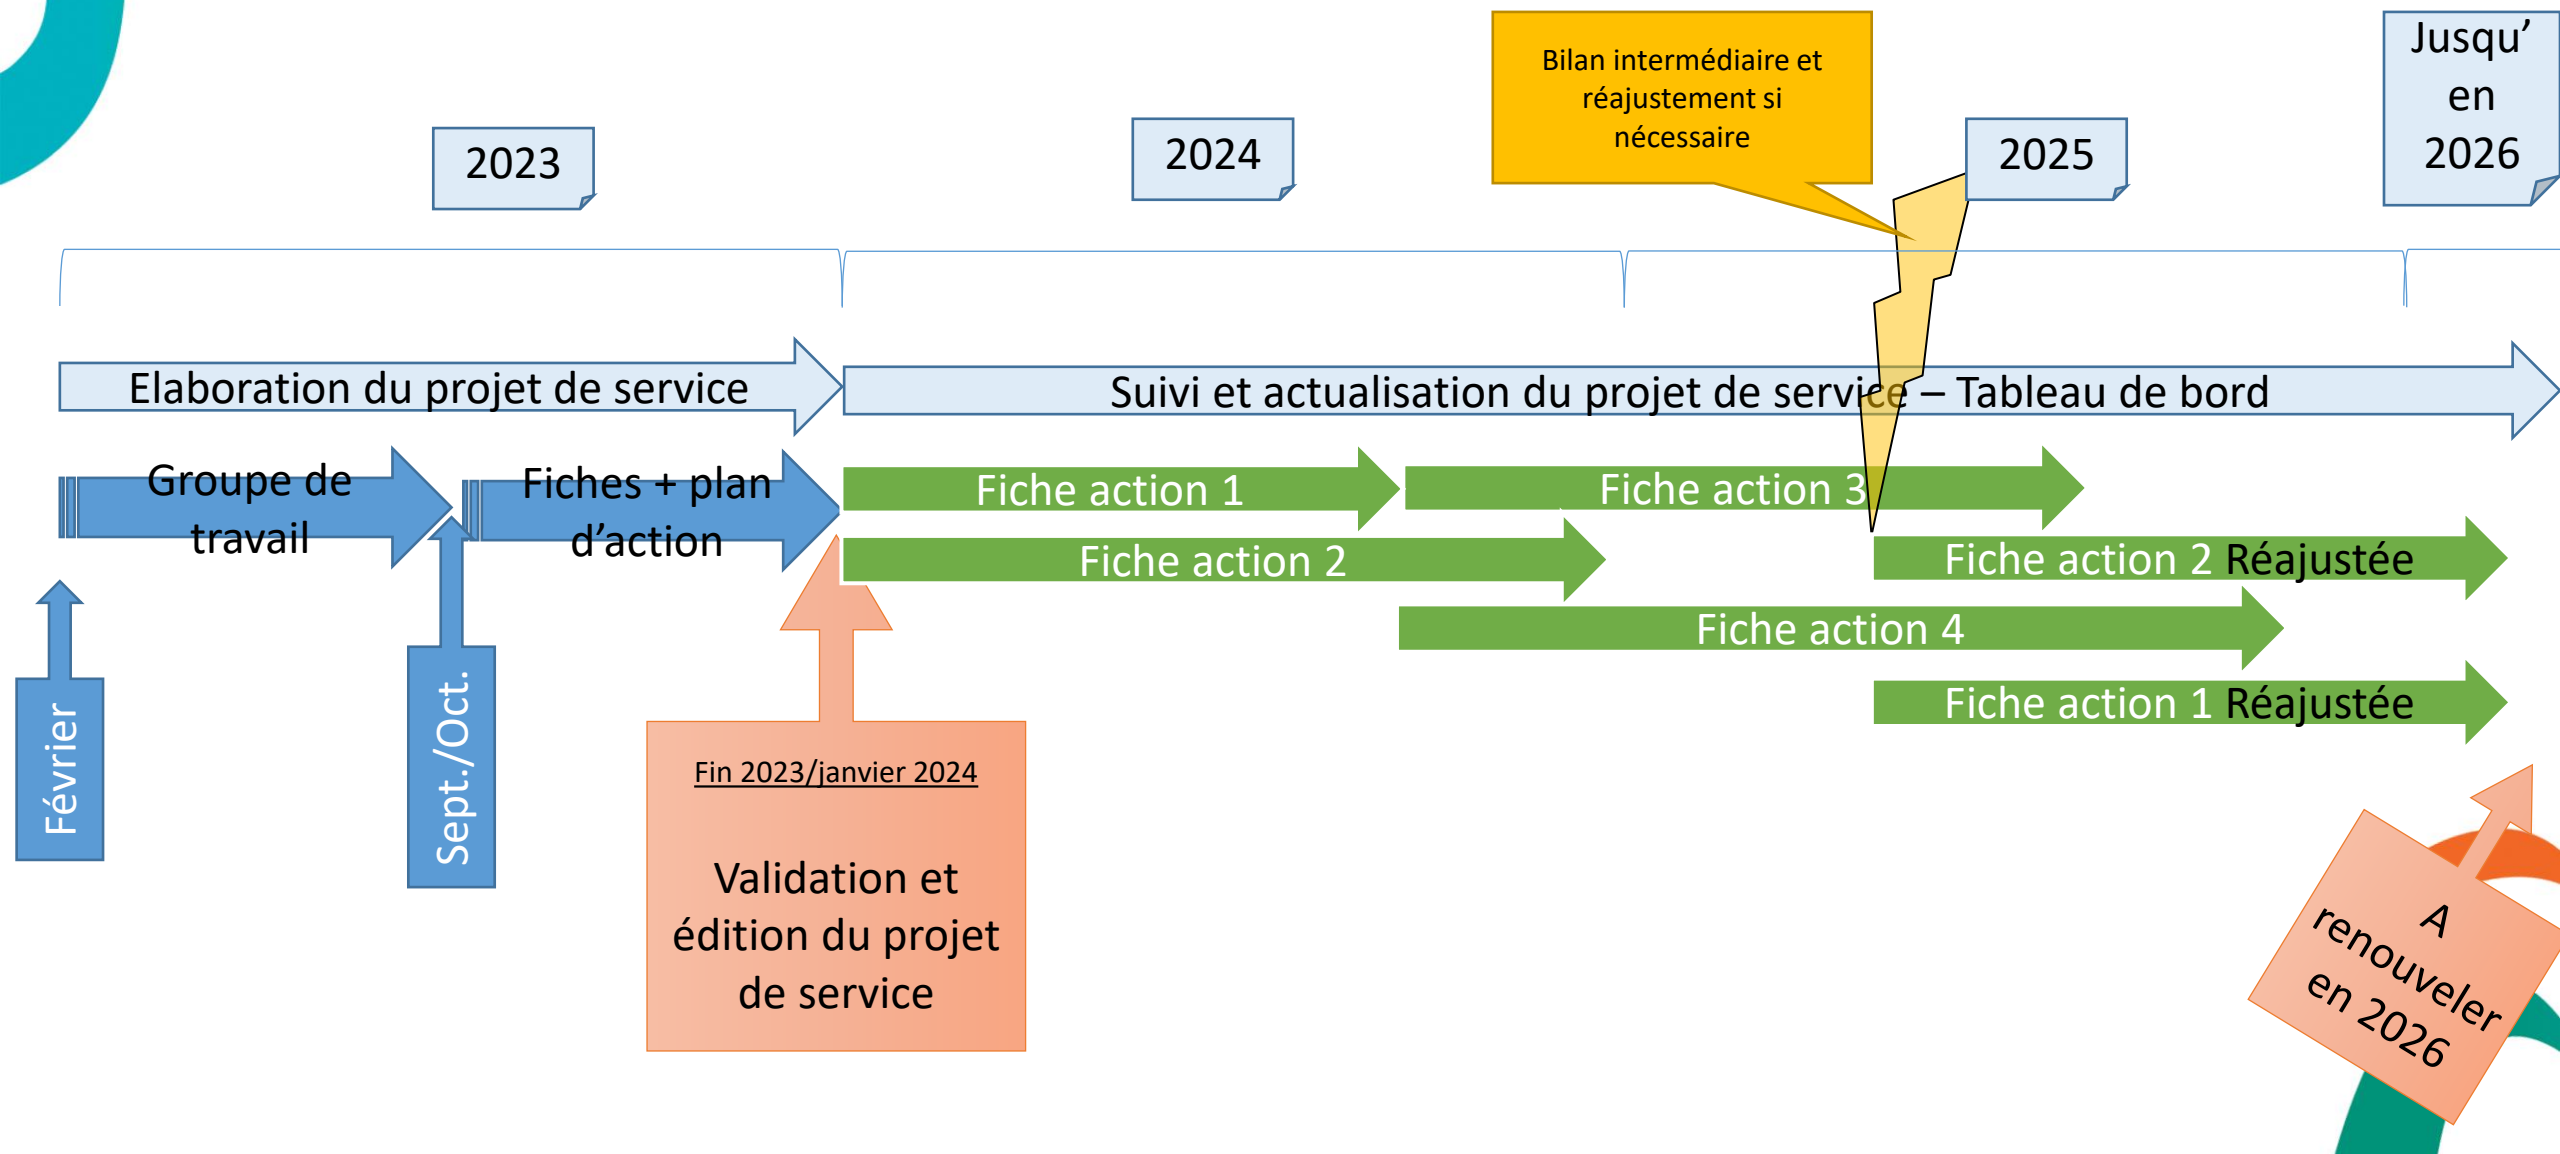 Bilan intermédiaire et
réajustement si
nécessaire
Jusqu'
en
2026
2023
2024
2025
Elaboration du projet de service
Suivi et actualisation du projet de service – Tableau de bord
Groupe de
travail
Fiches + plan
d'action
Fiche action 1
Fiche action 3
Fiche action 2
Fiche action 2 Réajustée
Fiche action 4
Fiche action 1 Réajustée
Février
Sept./Oct.
Fin 2023/janvier 2024
Validation et
édition du projet
de service
A
renouveler
en 2026